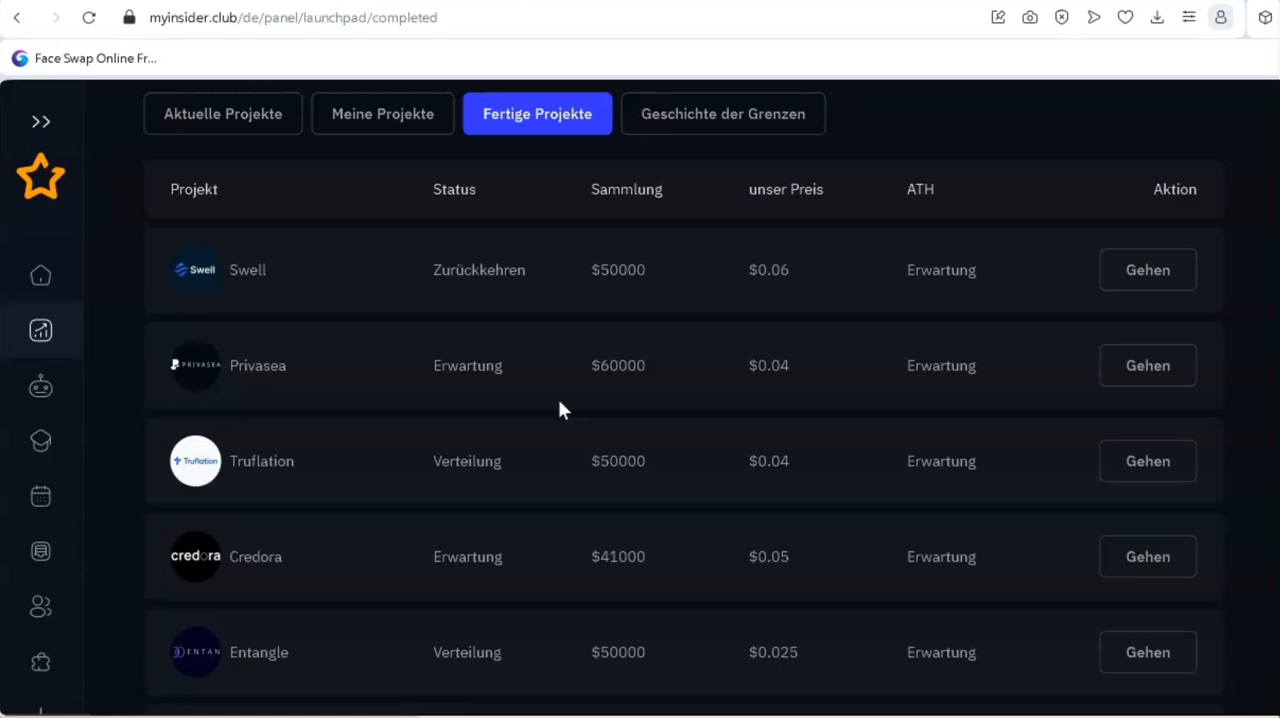 myinsider.club/de/panel/launchpad/completed
Face Swap Online Fr...
Aktuelle Projekte Meine Projekte Fertige Projekte Geschichte der Grenzen
Projekt Status Sammlung unser Preis ATH Aktion
Swell Swell Zurückkehren $50000 $0.06 Erwartung Gehen
PRIVASEA Privasea Erwartung $60000 $0.04 Erwartung Gehen
Truflation Truflation Verteilung $50000 $0.04 Erwartung Gehen
credora Credora Erwartung $41000 $0.05 Erwartung Gehen
ENTAN Entangle Verteilung $50000 $0.025 Erwartung Gehen